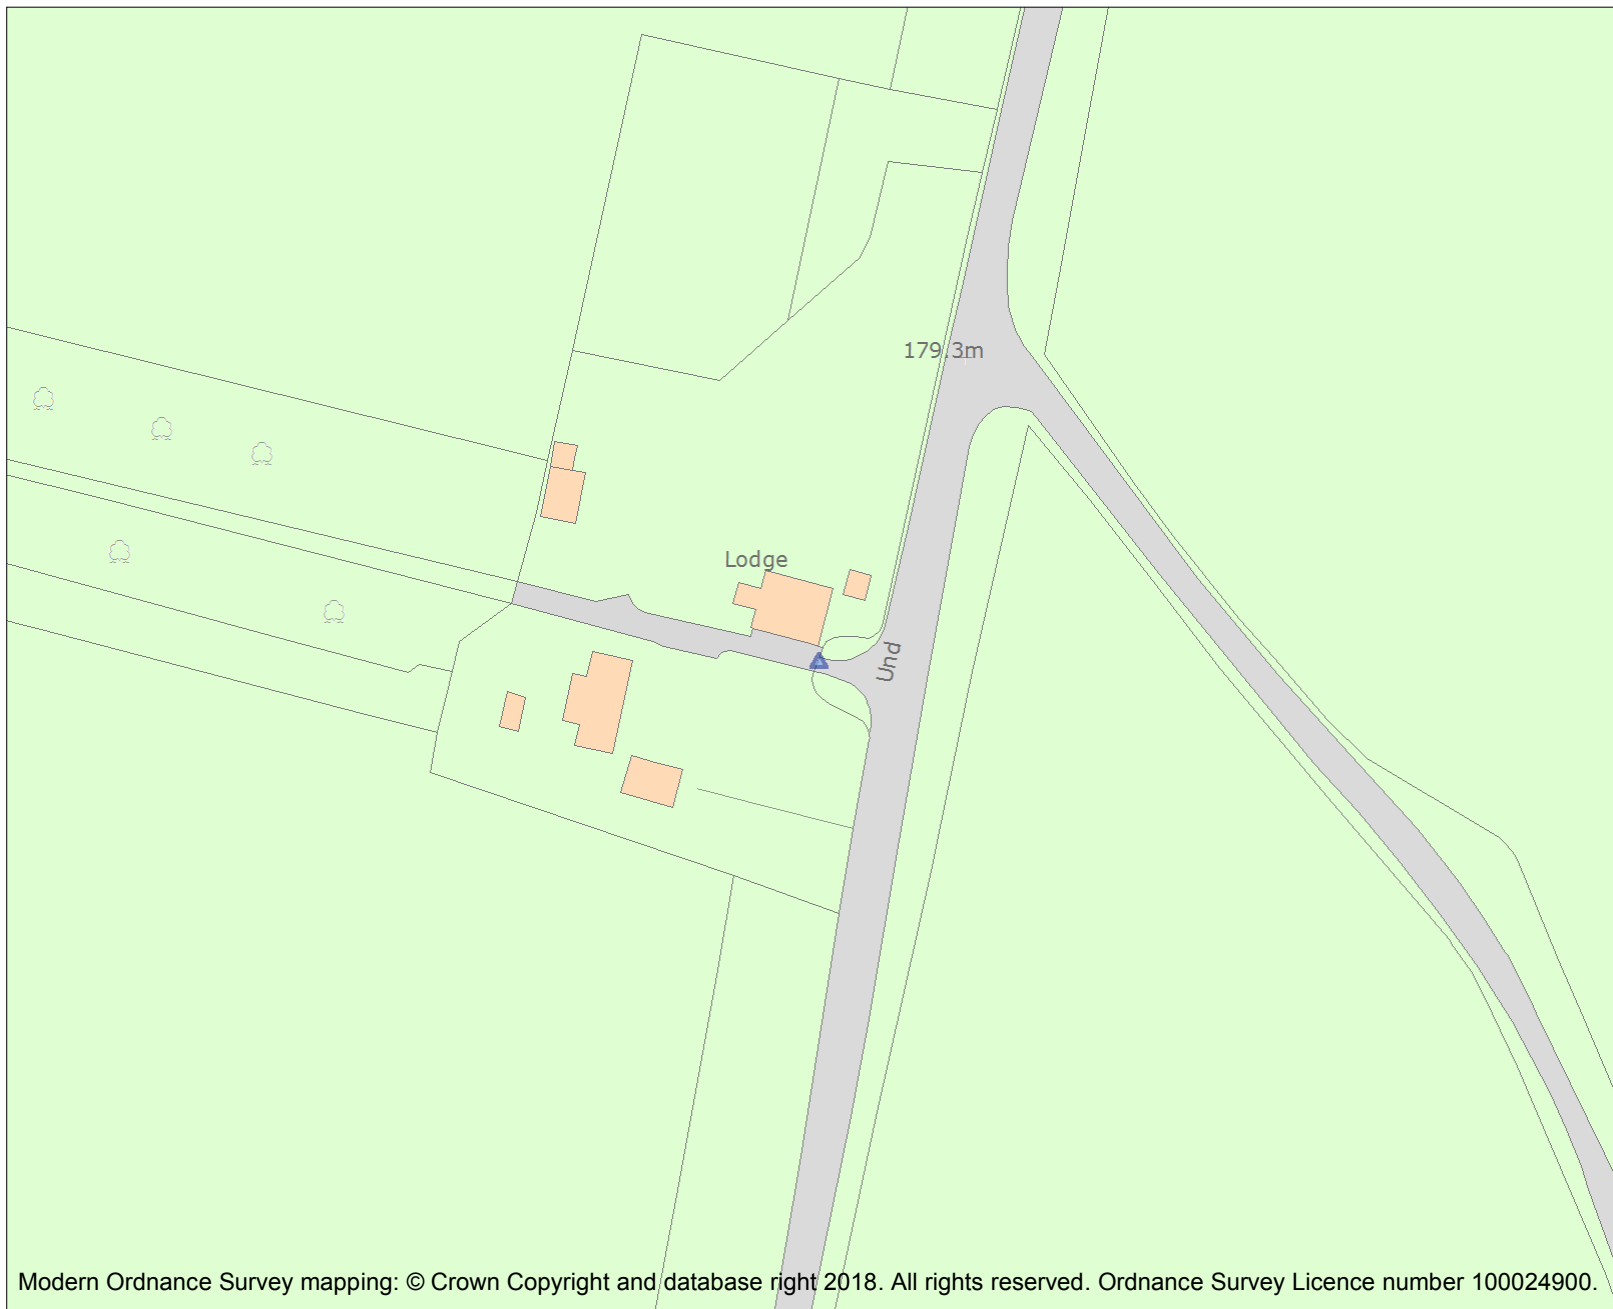 179.3m
Lodge
Und
Modern Ordnance Survey mapping: © Crown Copyright and database right 2018. All rights reserved. Ordnance Survey Licence number 100024900.